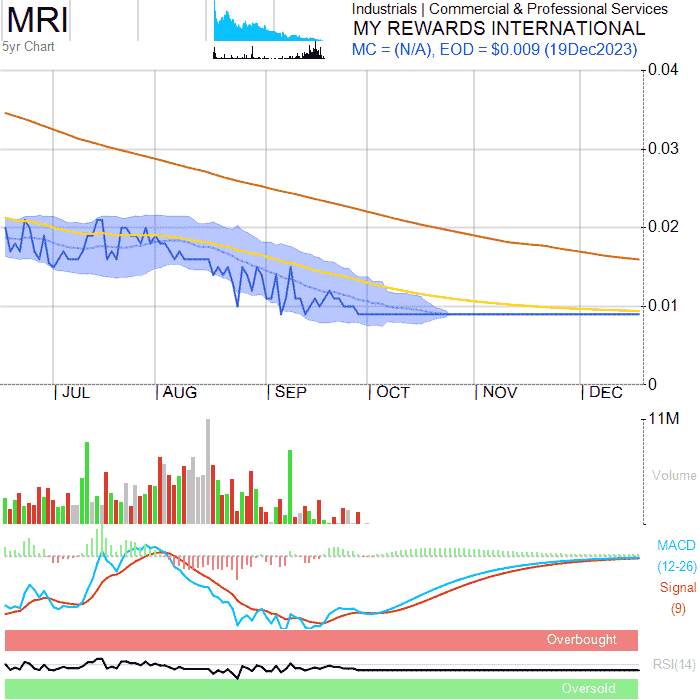 MRI
5yr Chart
Industrials | Commercial & Professional Services
MY REWARDS INTERNATIONAL
MC = (N/A), EOD = $0.009 (19Dec2023)
0.04
0.03
0.02
0.01
0
JUL AUG SEP OCT NOV DEC
11M
Volume
MACD
(12-26)
Signal
(9)
Overbought
RSI(14)
Oversold